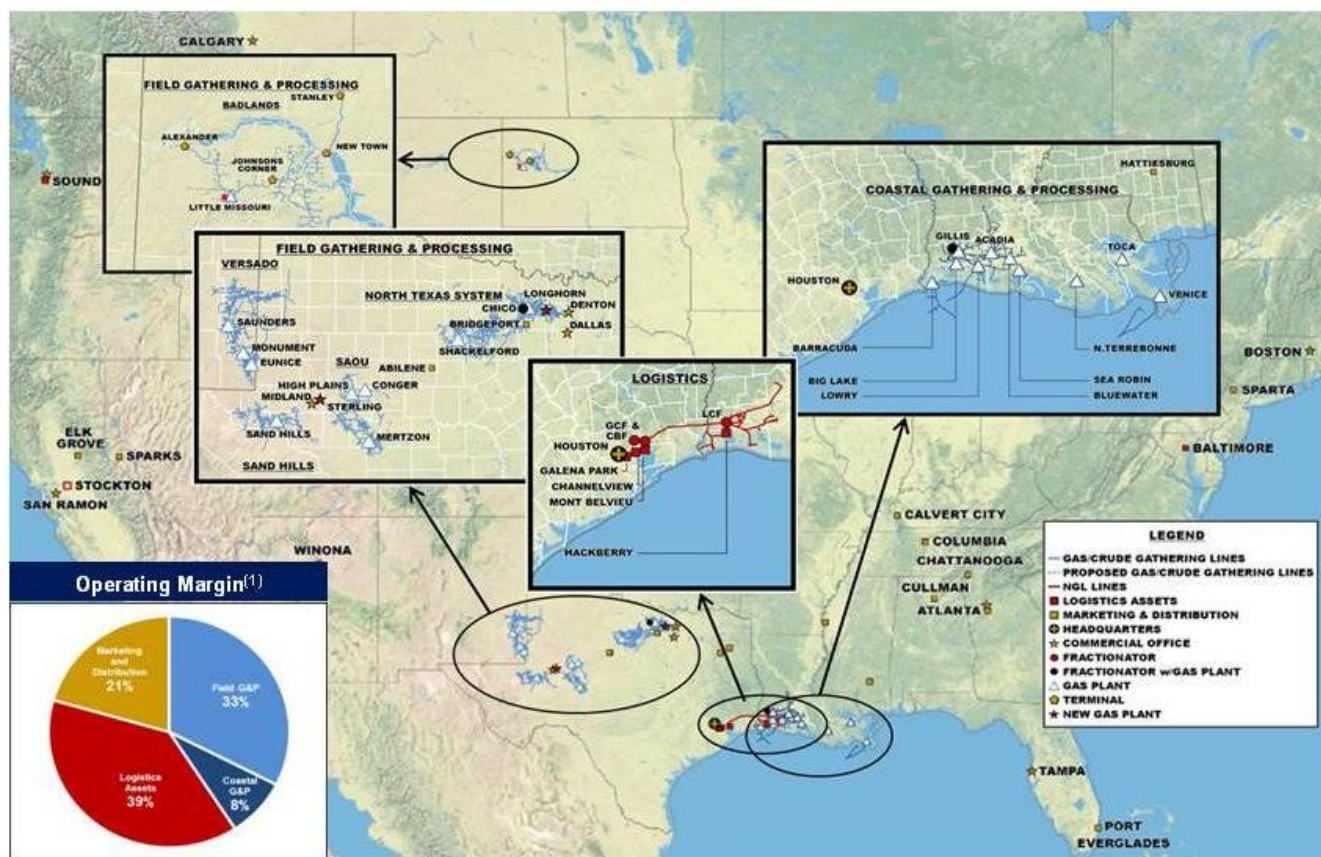 CALGARY
FIELD GATHERING & PROCESSING
BADLANDS
STANLEY
ALEXANDER
NEW TOWN
JOHNSONS
CORNER
LITTLE MISSOURI
SOUND
FIELD GATHERING & PROCESSING
VERSADO
NORTH TEXAS SYSTEM
LONGHORN
CHICO
DENTON
BRIDGEPORT
DALLAS
SAUNDERS
SHACKELFORD
MONUMENT
EUNICE
SAOU
ABILENE
HIGH PLAINS
CONGER
MIDLAND
STERLING
SAND HILLS
MERTZON
SAND HILLS
COASTAL GATHERING & PROCESSING
HATTIESBURG
GILLIS
ACADIA
TOCA
HOUSTON
VENICE
BARRACUDA
N.TERREBONNE
BIG LAKE
SEA ROBIN
LOWRY
BLUEWATER
LOGISTICS
LCF
GCF &
CBF
HOUSTON
GALENA PARK
CHANNELVIEW
MONT BELVIEU
HACKBERRY
BOSTON
SPARTA
BALTIMORE
ELK
GROVE
SPARKS
STOCKTON
SAN RAMON
WINONA
CALVERT CITY
COLUMBIA
CHATTANOOGA
CULLMAN
ATLANTA
TAMPA
PORT
EVERGLADES
LEGEND
GAS/CRUDE GATHERING LINES
PROPOSED GAS/CRUDE GATHERING LINES
NGL LINES
LOGISTICS ASSETS
MARKETING & DISTRIBUTION
HEADQUARTERS
COMMERCIAL OFFICE
FRACTIONATOR
FRACTIONATOR w/GAS PLANT
GAS PLANT
TERMINAL
NEW GAS PLANT
Operating Margin(1)
Marketing
and
Distribution
21%
Field G&P
33%
Logistics
Assets
39%
Coastal
G&P
8%